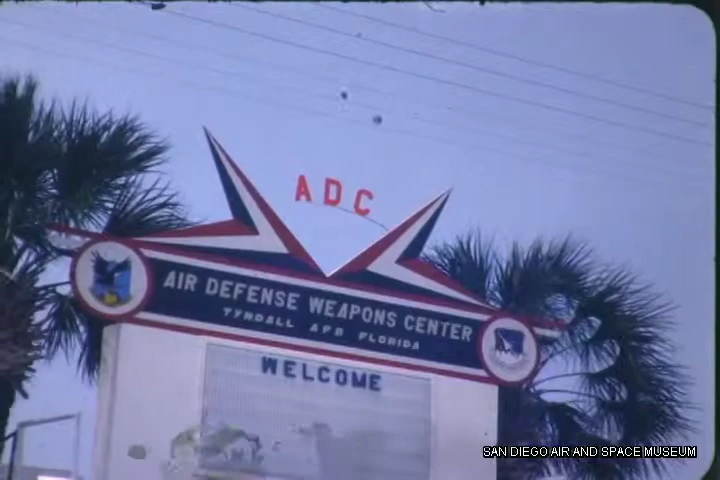 ADC
AIR DEFENSE WEAPONS CENTER
TYNDALL AFB FLORIDA
WELCOME
SAN DIEGO AIR AND SPACE MUSEUM